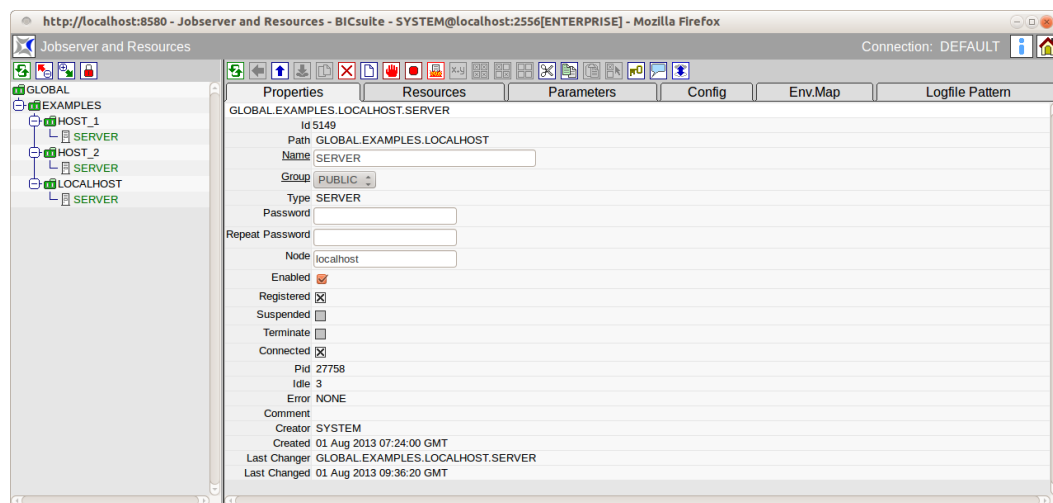 http://localhost:8580 - Jobserver and Resources - BICsuite - SYSTEM@localhost:2556[ENTERPRISE] - Mozilla Firefox
Jobserver and Resources
Connection: DEFAULT
GLOBAL
EXAMPLES
HOST_1
SERVER
HOST_2
SERVER
LOCALHOST
SERVER
Properties Resources Parameters Config Env.Map Logfile Pattern
GLOBAL.EXAMPLES.LOCALHOST.SERVER
Id 5149
Path GLOBAL.EXAMPLES.LOCALHOST
Name SERVER
Group PUBLIC
Type SERVER
Password
Repeat Password
Node localhost
Enabled
Registered
Suspended
Terminate
Connected
Pid 27758
Idle 3
Error NONE
Comment
Creator SYSTEM
Created 01 Aug 2013 07:24:00 GMT
Last Changer GLOBAL.EXAMPLES.LOCALHOST.SERVER
Last Changed 01 Aug 2013 09:36:20 GMT